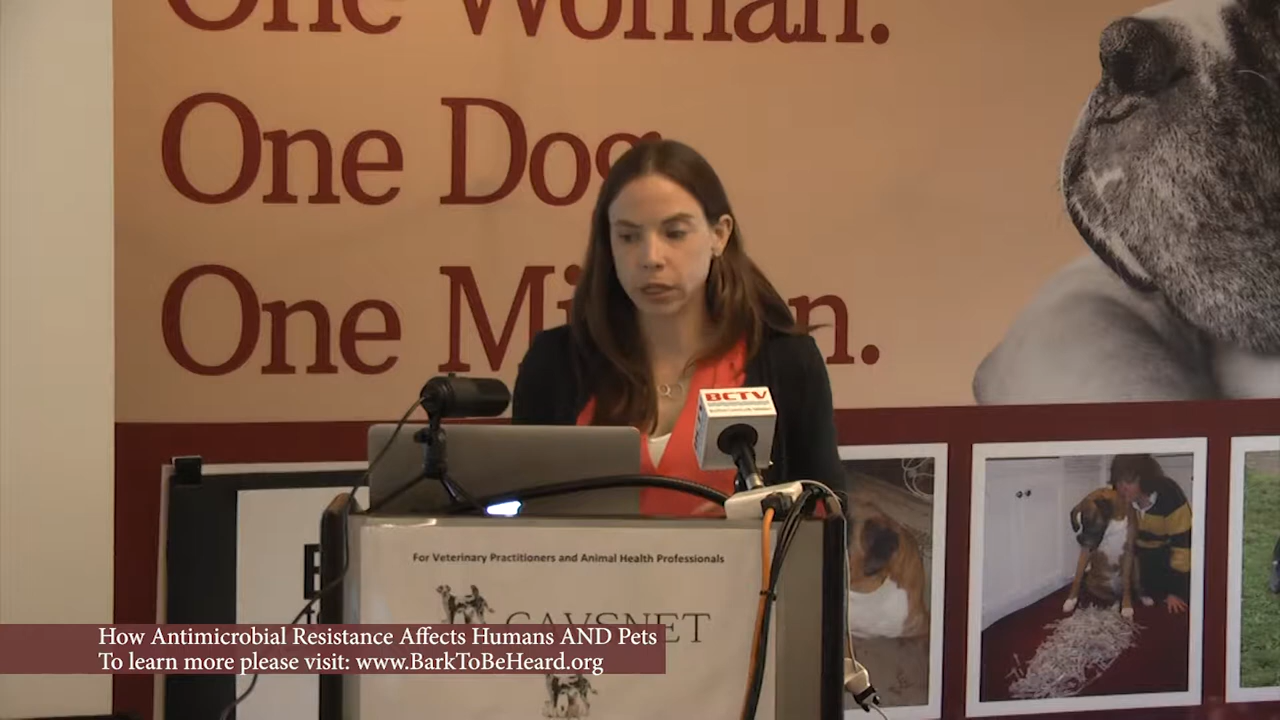 One Woman.
One Dog
One M n.
BCTV
For Veterinary Practitioners and Animal Health Professionals
CAVSNET
How Antimicrobial Resistance Affects Humans AND Pets
To learn more please visit: www.BarkToBeHeard.org